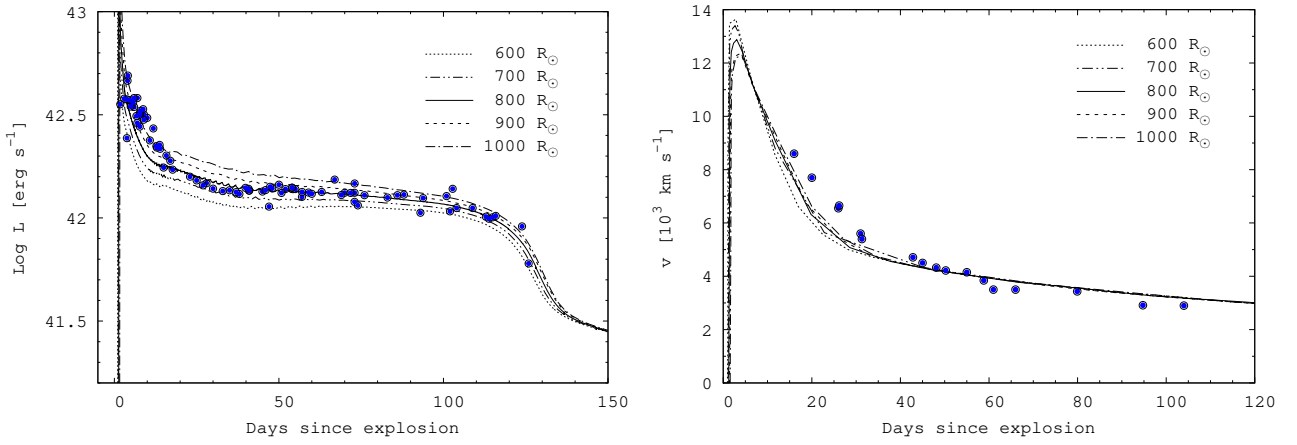 43
42.5
42
41.5
Log L [erg s⁻¹]
0
50
100
150
Days since explosion
600 R☉
700 R☉
800 R☉
900 R☉
1000 R☉
14
12
10
8
6
4
2
0
v [10³ km s⁻¹]
0
20
40
60
80
100
120
Days since explosion
600 R☉
700 R☉
800 R☉
900 R☉
1000 R☉